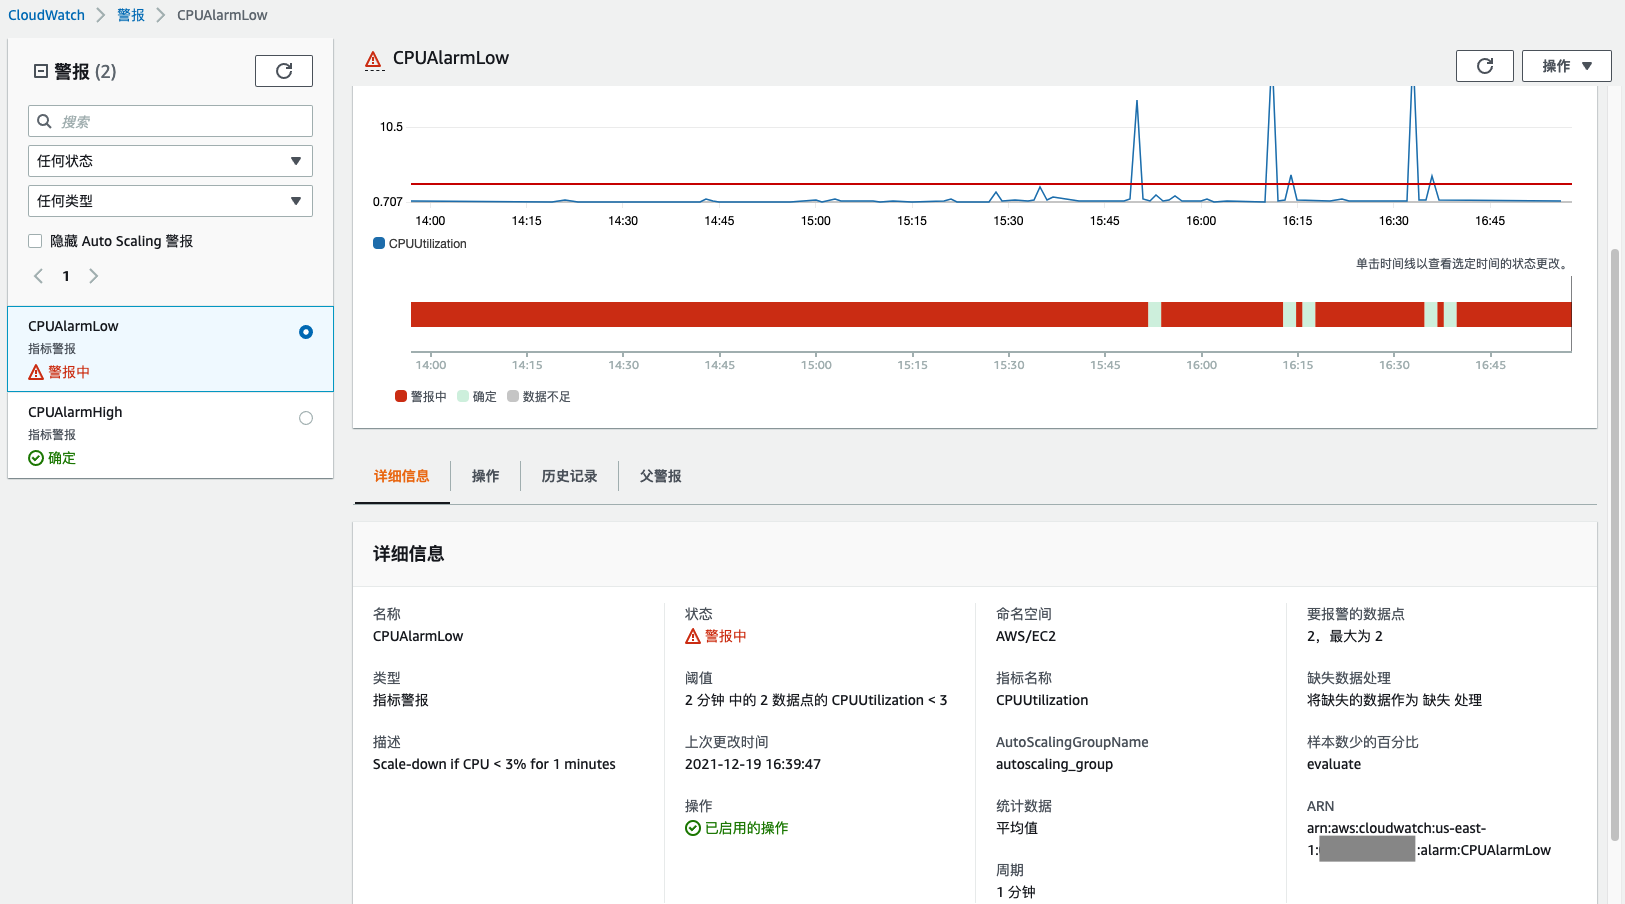 CloudWatch
警报
CPUAlarmLow
警报 (2)
搜索
任何状态
任何类型
隐藏 Auto Scaling 警报
1
CPUAlarmLow
指标警报
警报中
CPUAlarmHigh
指标警报
确定
CPUAlarmLow
操作
10.5
0.707
14:00 14:15 14:30 14:45 15:00 15:15 15:30 15:45 16:00 16:15 16:30 16:45
CPUUtilization
单击时间线以查看选定时间的状态更改。
14:00 14:15 14:30 14:45 15:00 15:15 15:30 15:45 16:00 16:15 16:30 16:45
警报中 确定 数据不足
详细信息 操作 历史记录 父警报
详细信息
名称
CPUAlarmLow
类型
指标警报
描述
Scale-down if CPU < 3% for 1 minutes
状态
警报中
阈值
2 分钟 中的 2 数据点的 CPUUtilization < 3
上次更改时间
2021-12-19 16:39:47
操作
已启用的操作
命名空间
AWS/EC2
指标名称
CPUUtilization
AutoScalingGroupName
autoscaling_group
统计数据
平均值
周期
1 分钟
要报警的数据点
2，最大为 2
缺失数据处理
将缺失的数据作为 缺失 处理
样本数少的百分比
evaluate
ARN
arn:aws:cloudwatch:us-east-
1: :alarm:CPUAlarmLow